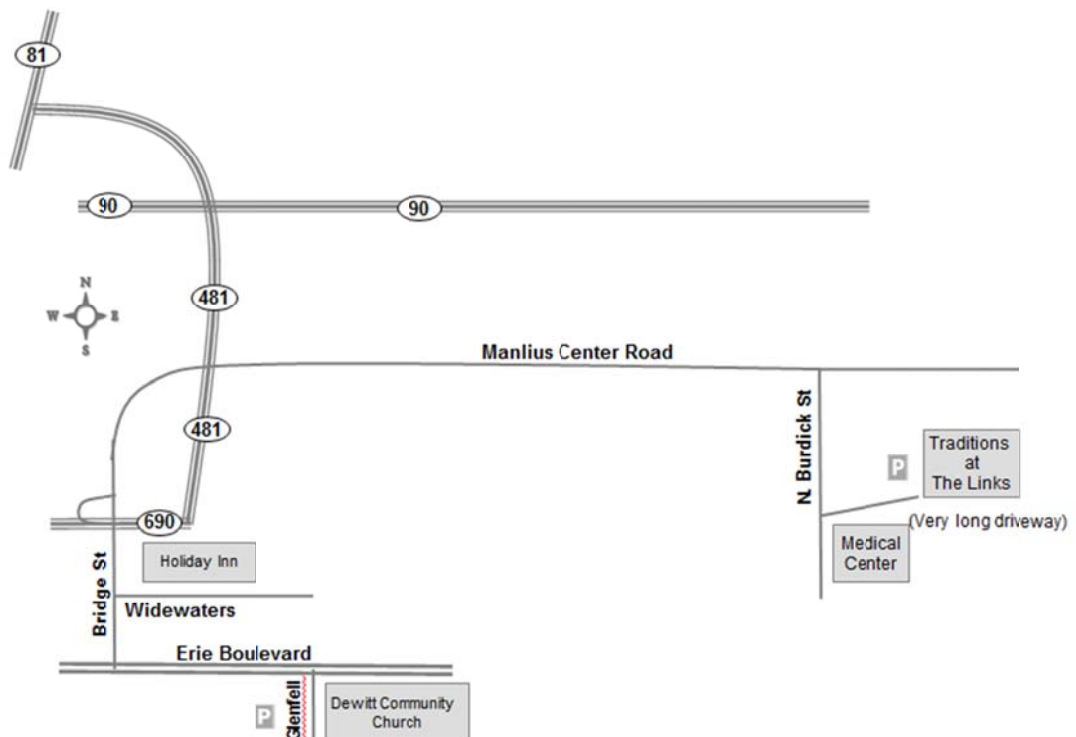 81
90
90
N
W
E
S
481
Manlius Center Road
481
N. Burdick St
P
Traditions
at
The Links
(Very long driveway)
690
Medical
Center
Holiday Inn
Bridge St
Widewaters
Erie Boulevard
Glenfell
P
Dewitt Community
Church